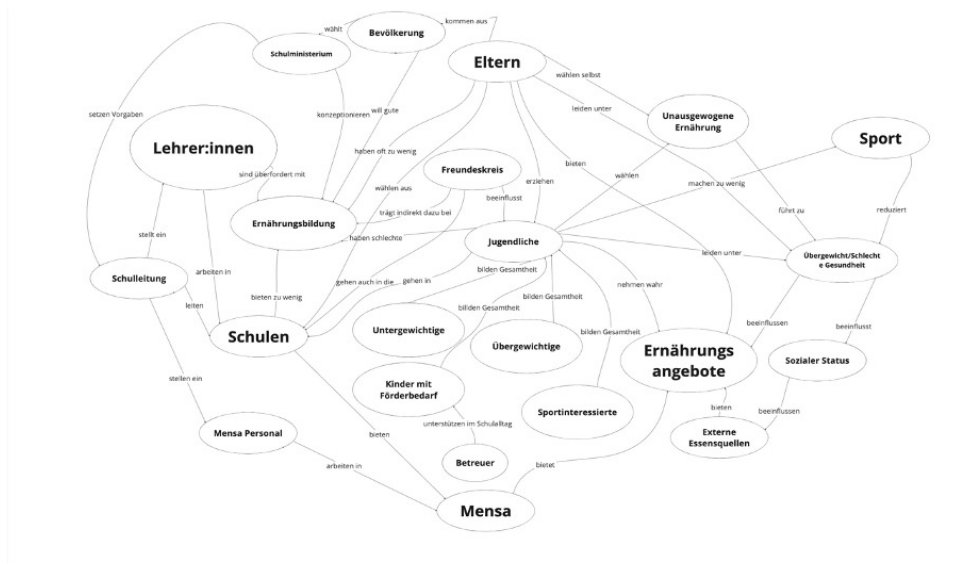 kommen aus
wählt
Bevölkerung
Schulministerium
Eltern
wählen selbst
setzen Vorgaben
konzeptionieren
will gute
leiden unter
Unausgewogene
Ernährung
Sport
Lehrer:innen
haben oft zu wenig
Freundeskreis
bieten
sind überfordert mit
wählen aus
erziehen
wählen
machen zu wenig
beeinflusst
trägt indirekt dazu bei
führt zu
reduziert
Ernährungsbildung
stellt ein
haben schlechte
Jugendliche
leiden unter
Übergewicht/Schlecht
e Gesundheit
Schulleitung
arbeiten in
bilden Gesamtheit
gehen auch in die
gehen in
nehmen wahr
bieten zu wenig
leiten
bilden Gesamtheit
billden Gesamtheit
beeinflussen
beeinflusst
Schulen
Untergewichtige
Übergewichtige
bilden Gesamtheit
Ernährungs
angebote
Sozialer Status
stellen ein
Kinder mit
Förderbedarf
Sportinteressierte
bieten
beeinflussen
unterstützen im Schulalltag
Mensa Personal
bieten
Externe
Essensquellen
arbeiten in
Betreuer
bietet
Mensa